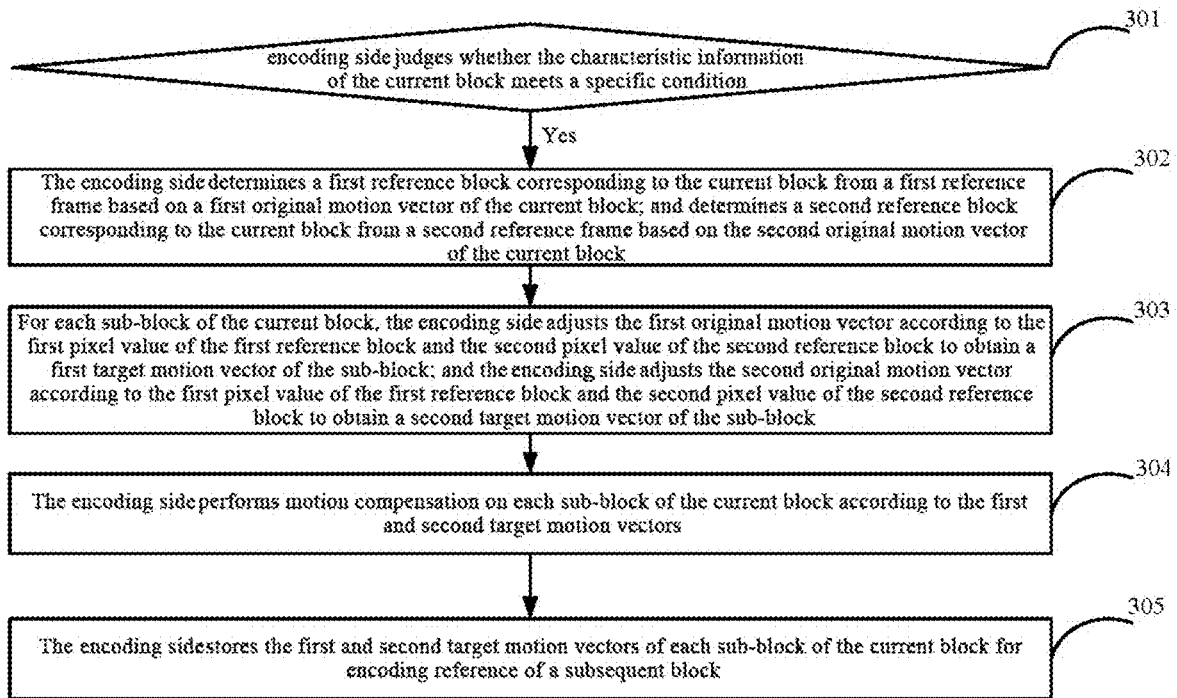 301
encoding side judges whether the characteristic information
of the current block meets a specific condition
Yes
302
The encoding side determines a first reference block corresponding to the current block from a first reference
frame based on a first original motion vector of the current block; and determines a second reference block
corresponding to the current block from a second reference frame based on the second original motion vector
of the current block
303
For each sub-block of the current block, the encoding side adjusts the first original motion vector according to the
first pixel value of the first reference block and the second pixel value of the second reference block to obtain a
first target motion vector of the sub-block; and the encoding side adjusts the second original motion vector
according to the first pixel value of the first reference block and the second pixel value of the second reference
block to obtain a second target motion vector of the sub-block
304
The encoding side performs motion compensation on each sub-block of the current block according to the first
and second target motion vectors
305
The encoding sidestores the first and second target motion vectors of each sub-block of the current block for
encoding reference of a subsequent block